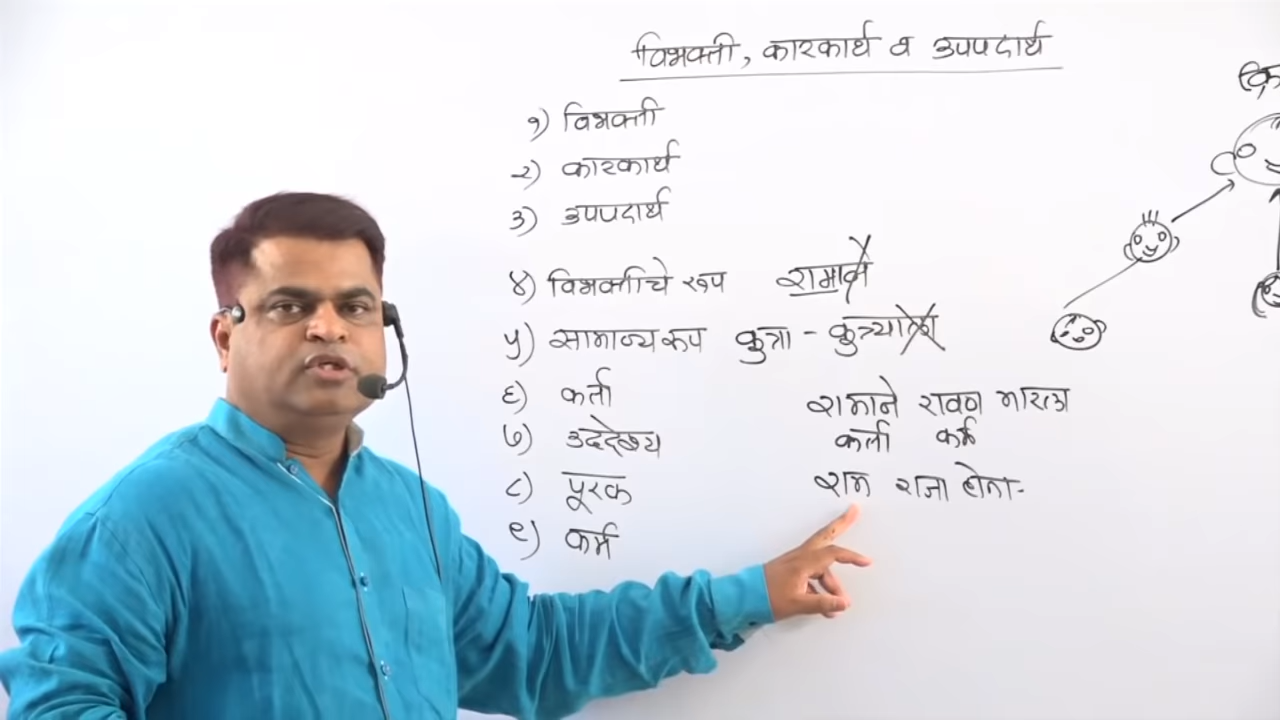 विभक्ती, कारकार्थ व उपपदार्थ
१) विभक्ती
२) कारकार्थ
३) उपपदार्थ
४) विभक्तीचे रूप रामाने
५) सामान्यरूप कुत्रा - कुत्र्याला
६) कर्ता
रामाने रावण मारला
७) उद्देश्य
कर्ता कर्म
८) पूरक
राम राजा होता.
९) कर्म